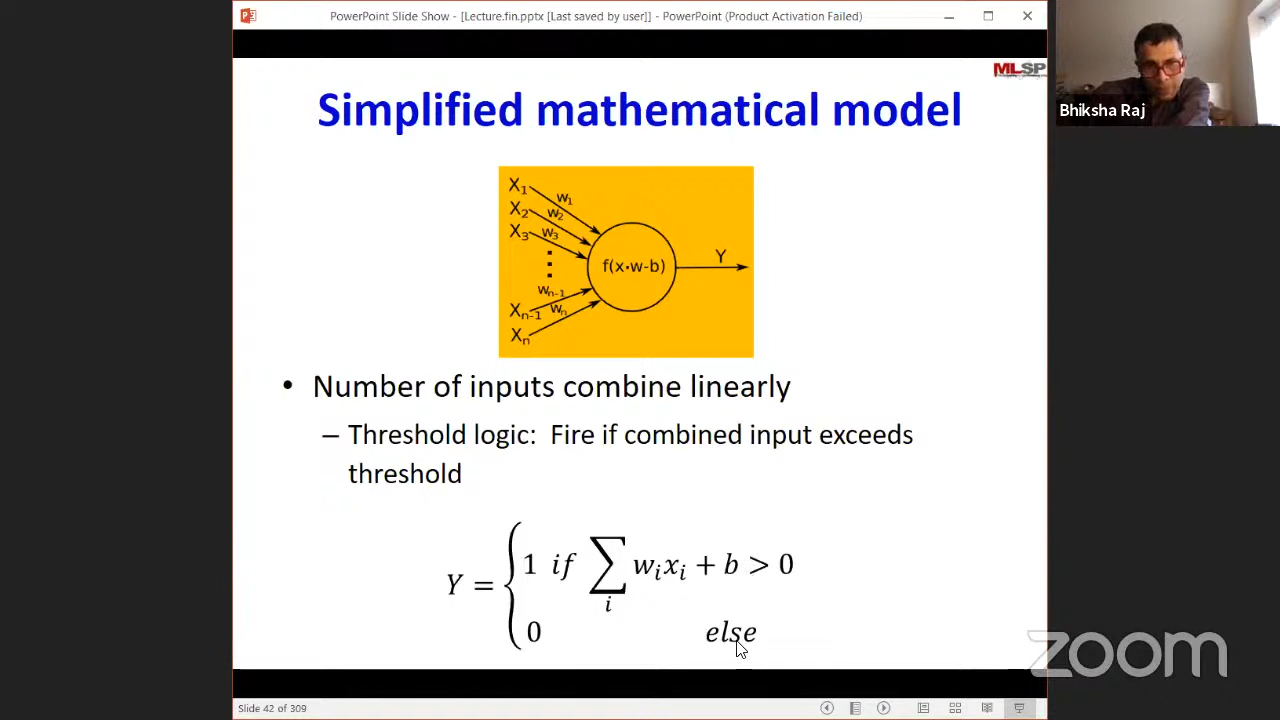 PowerPoint Slide Show - [Lecture.fin.pptx [Last saved by user]] - PowerPoint (Product Activation Failed)
MLSP
Bhiksha Raj
Simplified mathematical model
X1 w1
X2 w2
X3 w3
f(x·w-b)
Y
wn-1
Xn-1 wn
Xn
• Number of inputs combine linearly
– Threshold logic: Fire if combined input exceeds
threshold
Y = { 1 if ∑i wixi + b > 0
0 else
zoom
Slide 42 of 309